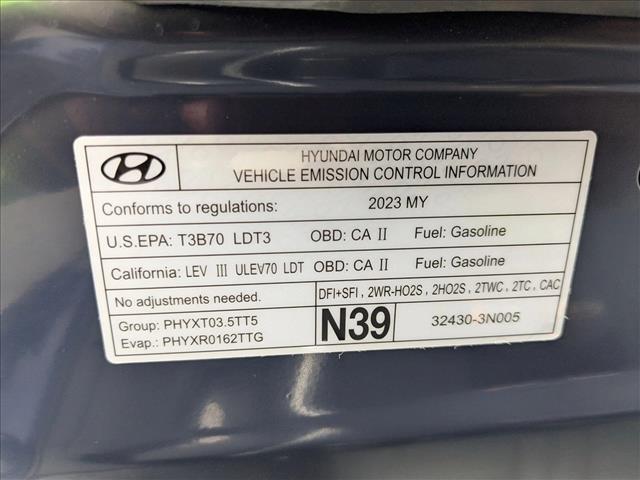 HYUNDAI MOTOR COMPANY
VEHICLE EMISSION CONTROL INFORMATION
Conforms to regulations: 2023 MY
U.S.EPA: T3B70 LDT3 OBD: CA II Fuel: Gasoline
California: LEV III ULEV70 LDT OBD: CA II Fuel: Gasoline
No adjustments needed. DFI+SFI , 2WR-HO2S , 2HO2S , 2TWC , 2TC, CAC
Group: PHYXT03.5TT5
Evap.: PHYXR0162TTG
N39 32430-3N005